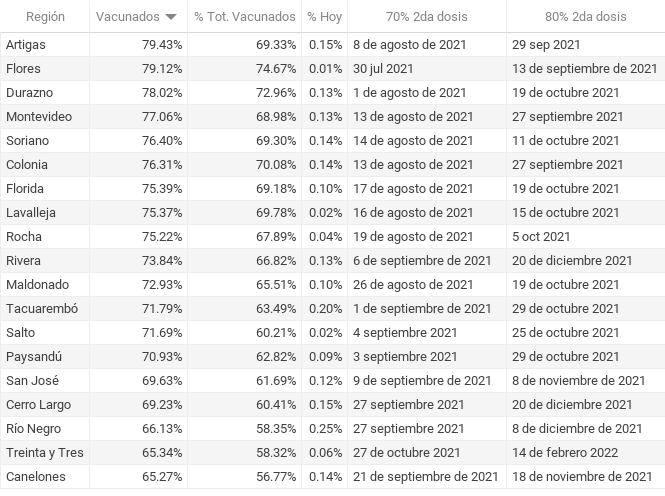 Región Vacunados % Tot. Vacunados % Hoy 70% 2da dosis 80% 2da dosis
Artigas 79.43% 69.33% 0.15% 8 de agosto de 2021 29 sep 2021
Flores 79.12% 74.67% 0.01% 30 jul 2021 13 de septiembre de 2021
Durazno 78.02% 72.96% 0.13% 1 de agosto de 2021 19 de octubre 2021
Montevideo 77.06% 68.98% 0.13% 13 de agosto de 2021 27 septiembre 2021
Soriano 76.40% 69.30% 0.14% 14 de agosto de 2021 11 de octubre 2021
Colonia 76.31% 70.08% 0.14% 13 de agosto de 2021 27 septiembre 2021
Florida 75.39% 69.18% 0.10% 17 de agosto de 2021 19 de octubre 2021
Lavalleja 75.37% 69.78% 0.02% 16 de agosto de 2021 15 de octubre 2021
Rocha 75.22% 67.89% 0.04% 19 de agosto de 2021 5 oct 2021
Rivera 73.84% 66.82% 0.13% 6 de septiembre de 2021 20 de diciembre 2021
Maldonado 72.93% 65.51% 0.10% 26 de agosto de 2021 19 de octubre 2021
Tacuarembó 71.79% 63.49% 0.20% 1 de septiembre de 2021 29 de octubre 2021
Salto 71.69% 60.21% 0.02% 4 septiembre 2021 25 de octubre 2021
Paysandú 70.93% 62.82% 0.09% 3 septiembre 2021 29 de octubre 2021
San José 69.63% 61.69% 0.12% 9 de septiembre de 2021 8 de noviembre de 2021
Cerro Largo 69.23% 60.41% 0.15% 27 septiembre 2021 20 de diciembre 2021
Río Negro 66.13% 58.35% 0.25% 27 septiembre 2021 8 de diciembre de 2021
Treinta y Tres 65.34% 58.32% 0.06% 27 de octubre 2021 14 de febrero 2022
Canelones 65.27% 56.77% 0.14% 21 de septiembre de 2021 18 de noviembre de 2021